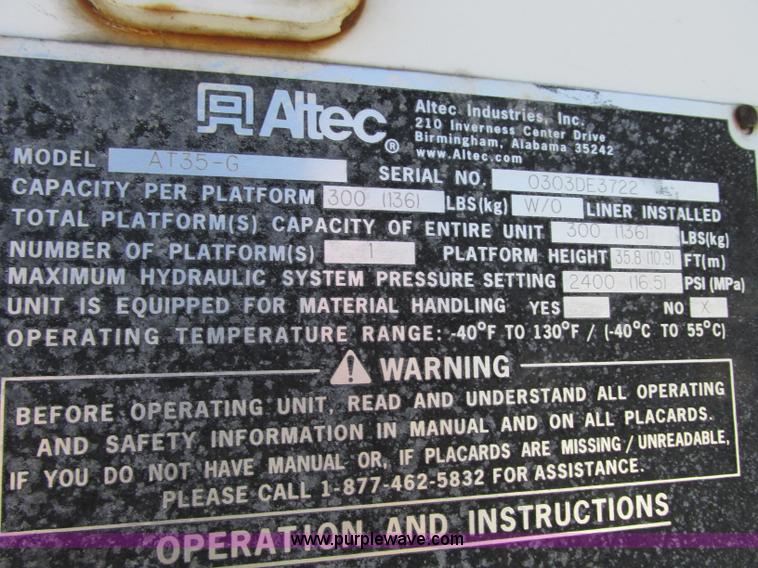 Altec®
Altec Industries, Inc.
210 Inverness Center Drive
Birmingham, Alabama 35242
www.Altec.com
MODEL AT35-G
SERIAL NO. 0303DE3722
CAPACITY PER PLATFORM 300 (136) LBS(kg) W/O LINER INSTALLED
TOTAL PLATFORM(S) CAPACITY OF ENTIRE UNIT 300 (136) LBS(kg)
NUMBER OF PLATFORM(S) 1 PLATFORM HEIGHT 35.8 (10.9) FT(m)
MAXIMUM HYDRAULIC SYSTEM PRESSURE SETTING 2400 (16.5) PSI (MPa)
UNIT IS EQUIPPED FOR MATERIAL HANDLING YES NO X
OPERATING TEMPERATURE RANGE: -40°F TO 130°F / (-40°C TO 55°C)
WARNING
BEFORE OPERATING UNIT, READ AND UNDERSTAND ALL OPERATING
AND SAFETY INFORMATION IN MANUAL AND ON ALL PLACARDS.
IF YOU DO NOT HAVE MANUAL OR, IF PLACARDS ARE MISSING/UNREADABLE,
PLEASE CALL 1-877-462-5832 FOR ASSISTANCE.
OPERATION AND INSTRUCTIONS
www.purplewave.com